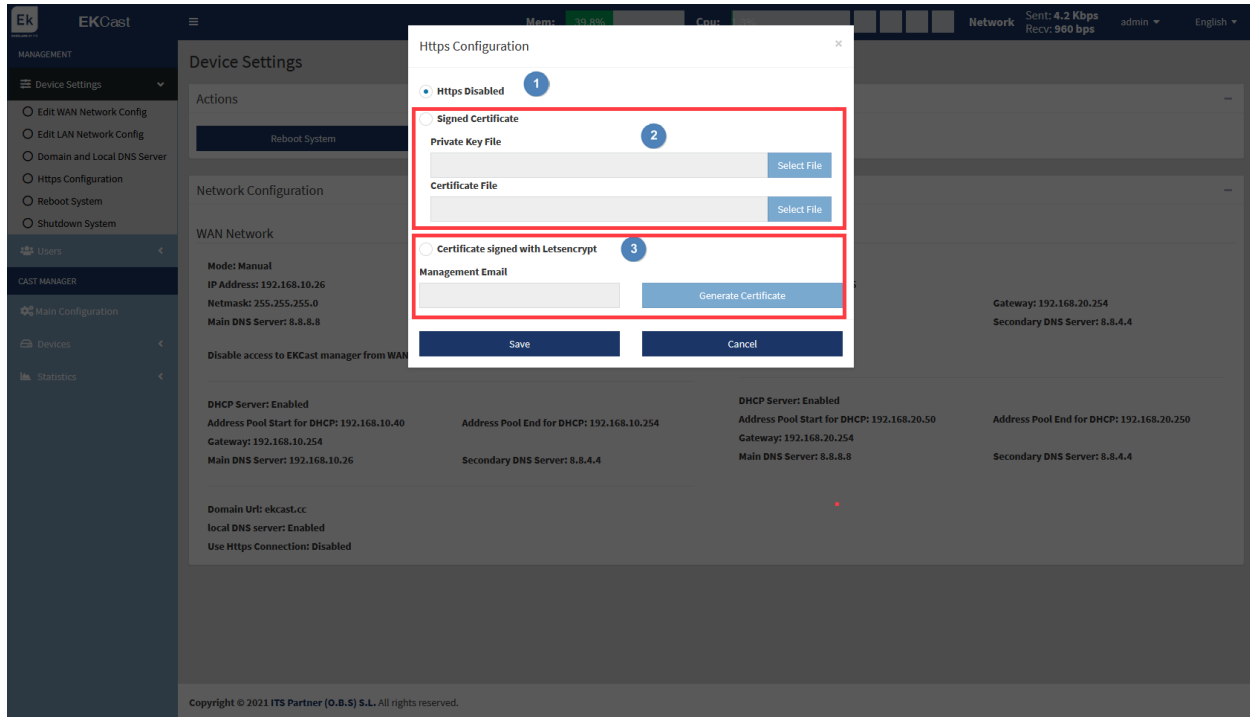 Ek EKCast
Mem: 39.8% Cpu:
Network Sent: 4.2 Kbps
Recv: 960 bps
admin English
MANAGEMENT
Device Settings
Edit WAN Network Config
Edit LAN Network Config
Domain and Local DNS Server
Https Configuration
Reboot System
Shutdown System
Users
CAST MANAGER
Main Configuration
Devices
Statistics
Device Settings
Actions
Reboot System
Network Configuration
WAN Network
Mode: Manual
IP Address: 192.168.10.26
Netmask: 255.255.255.0
Main DNS Server: 8.8.8.8
Disable access to EKCast manager from WAN
Gateway: 192.168.20.254
Secondary DNS Server: 8.8.4.4
DHCP Server: Enabled
Address Pool Start for DHCP: 192.168.10.40 Address Pool End for DHCP: 192.168.10.254
Gateway: 192.168.10.254
Main DNS Server: 192.168.10.26 Secondary DNS Server: 8.8.4.4
DHCP Server: Enabled
Address Pool Start for DHCP: 192.168.20.50 Address Pool End for DHCP: 192.168.20.250
Gateway: 192.168.20.254
Main DNS Server: 8.8.8.8 Secondary DNS Server: 8.8.4.4
Domain Url: ekcast.cc
local DNS server: Enabled
Use Https Connection: Disabled
Https Configuration ×
Https Disabled 1
Signed Certificate
2
Private Key File
Select File
Certificate File
Select File
Certificate signed with Letsencrypt 3
Management Email
Generate Certificate
Save Cancel
Copyright © 2021 ITS Partner (O.B.S) S.L. All rights reserved.